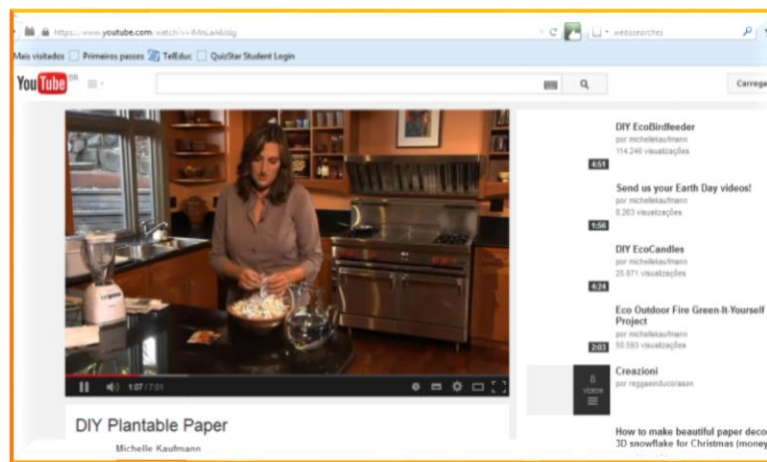 https://www.youtube.com/watch?v=
websearches
Mais visitados Primeiros passos TelEduc QuizStar Student Login
YouTube BR
Carrega
DIY EcoBirdfeeder
por michellekaufmann
114.246 visualizações
4:51
Send us your Earth Day videos!
por michellekaufmann
8.263 visualizações
1:56
DIY EcoCandles
por michellekaufmann
25.971 visualizações
4:24
Eco Outdoor Fire Green-It-Yourself
Project
por michellekaufmann
2:03
visualizações
Creazioni
por reggaeinducorason
8
VÍDEOS
How to make beautiful paper deco
3D snowflake for Christmas (money
1:07 / 7:01
DIY Plantable Paper
Michelle Kaufmann